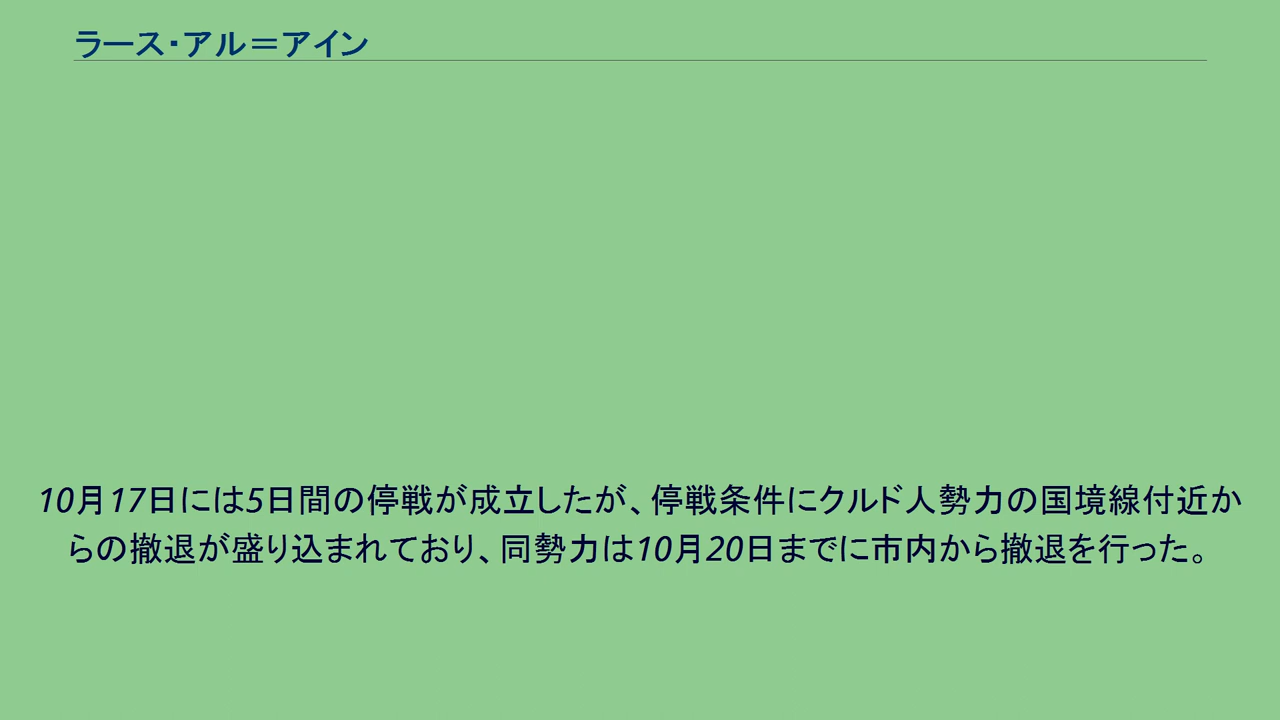 ラース・アル＝アイン
10月17日には5日間の停戦が成立したが、停戦条件にクルド人勢力の国境線付近か
らの撤退が盛り込まれており、同勢力は10月20日までに市内から撤退を行った。